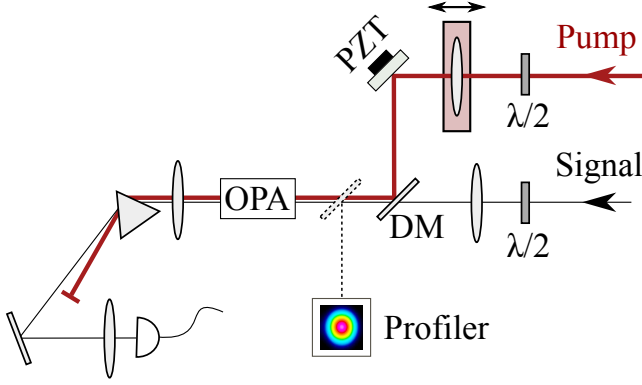 PZT
Pump
λ/2
Signal
OPA
DM
λ/2
Profiler